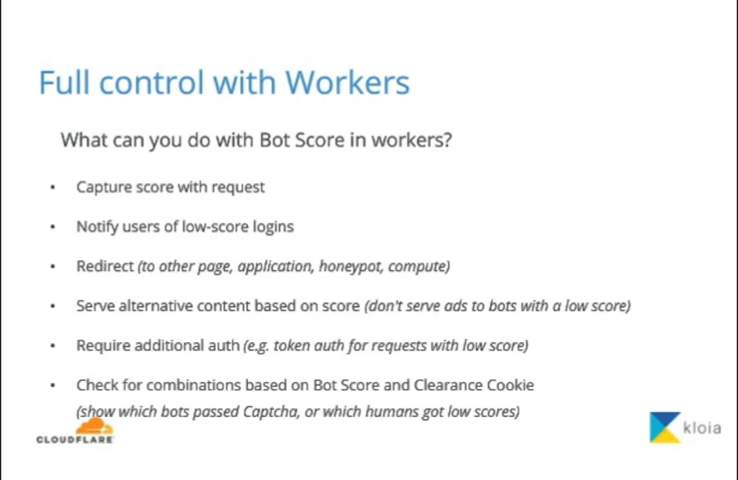 Full control with Workers
What can you do with Bot Score in workers?
• Capture score with request
• Notify users of low-score logins
• Redirect (to other page, application, honeypot, compute)
• Serve alternative content based on score (don't serve ads to bots with a low score)
• Require additional auth (e.g. token auth for requests with low score)
• Check for combinations based on Bot Score and Clearance Cookie
(show which bots passed Captcha, or which humans got low scores)
CLOUDFLARE
kloia